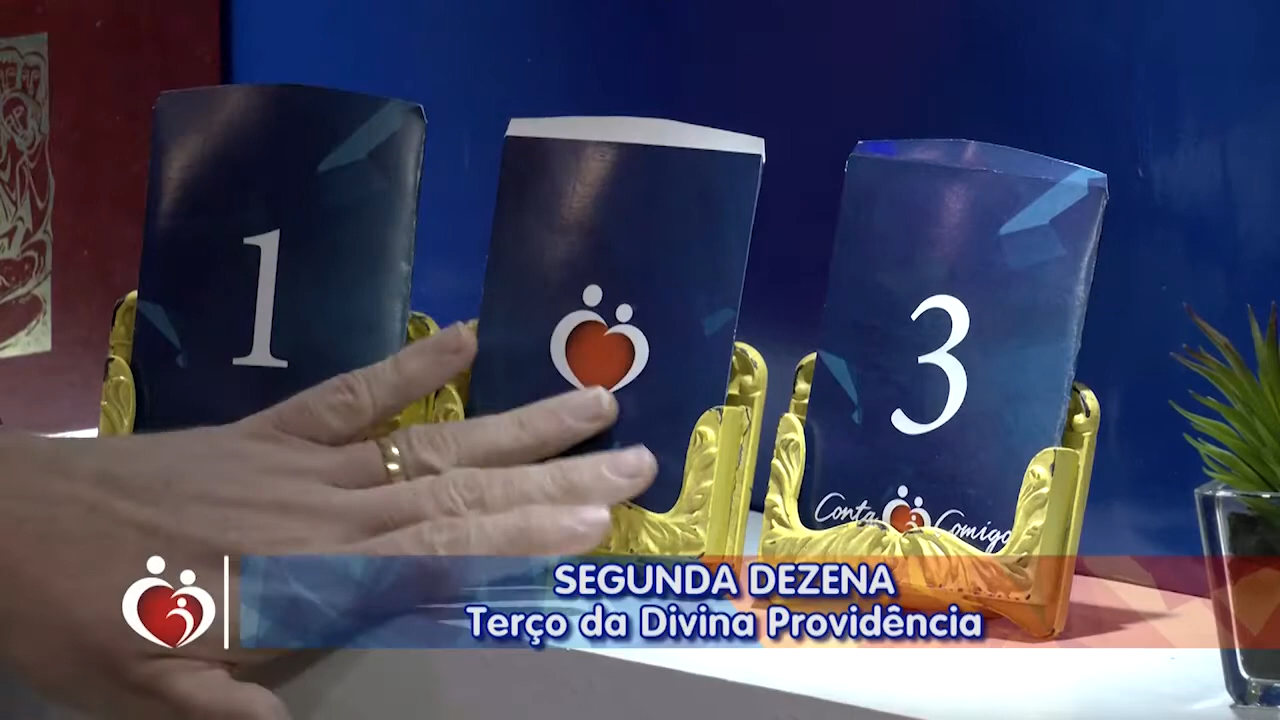 1
3
Conta Comigo
SEGUNDA DEZENA
Terço da Divina Providência